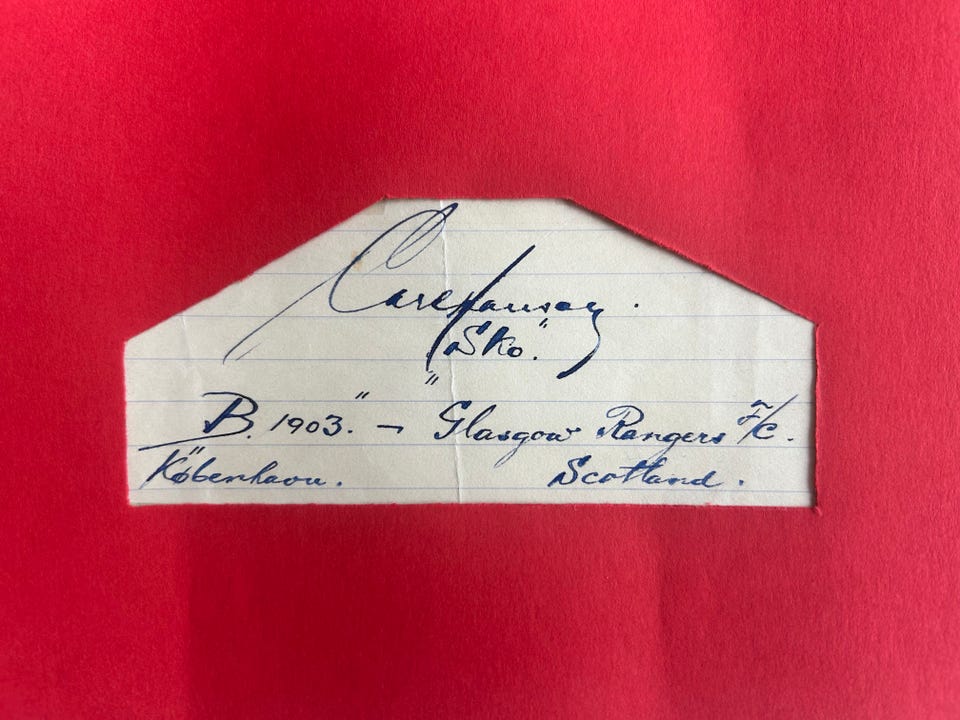 Carl Hansen.
"Sko."
"B. 1903." – Glasgow Rangers F/C.
København. Scotland.